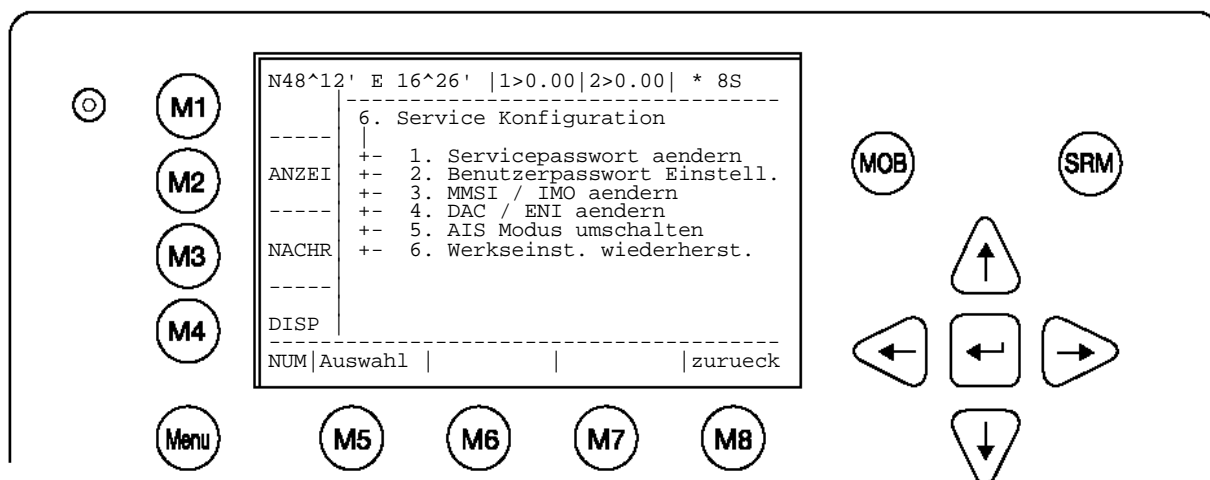 N48^12' E 16^26' |1>0.00|2>0.00| * 8S
6. Service Konfiguration
+- 1. Servicepasswort aendern
ANZEI +- 2. Benutzerpasswort Einstell.
+- 3. MMSI / IMO aendern
+- 4. DAC / ENI aendern
+- 5. AIS Modus umschalten
NACHR +- 6. Werkseinst. wiederherst.
DISP
NUM|Auswahl | | |zurueck
M1
M2
M3
M4
Menu
M5
M6
M7
M8
MOB
SRM